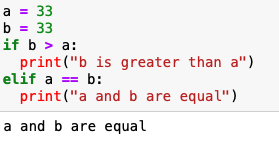 a = 33
b = 33
if b > a:
  print("b is greater than a")
elif a == b:
  print("a and b are equal")
a and b are equal